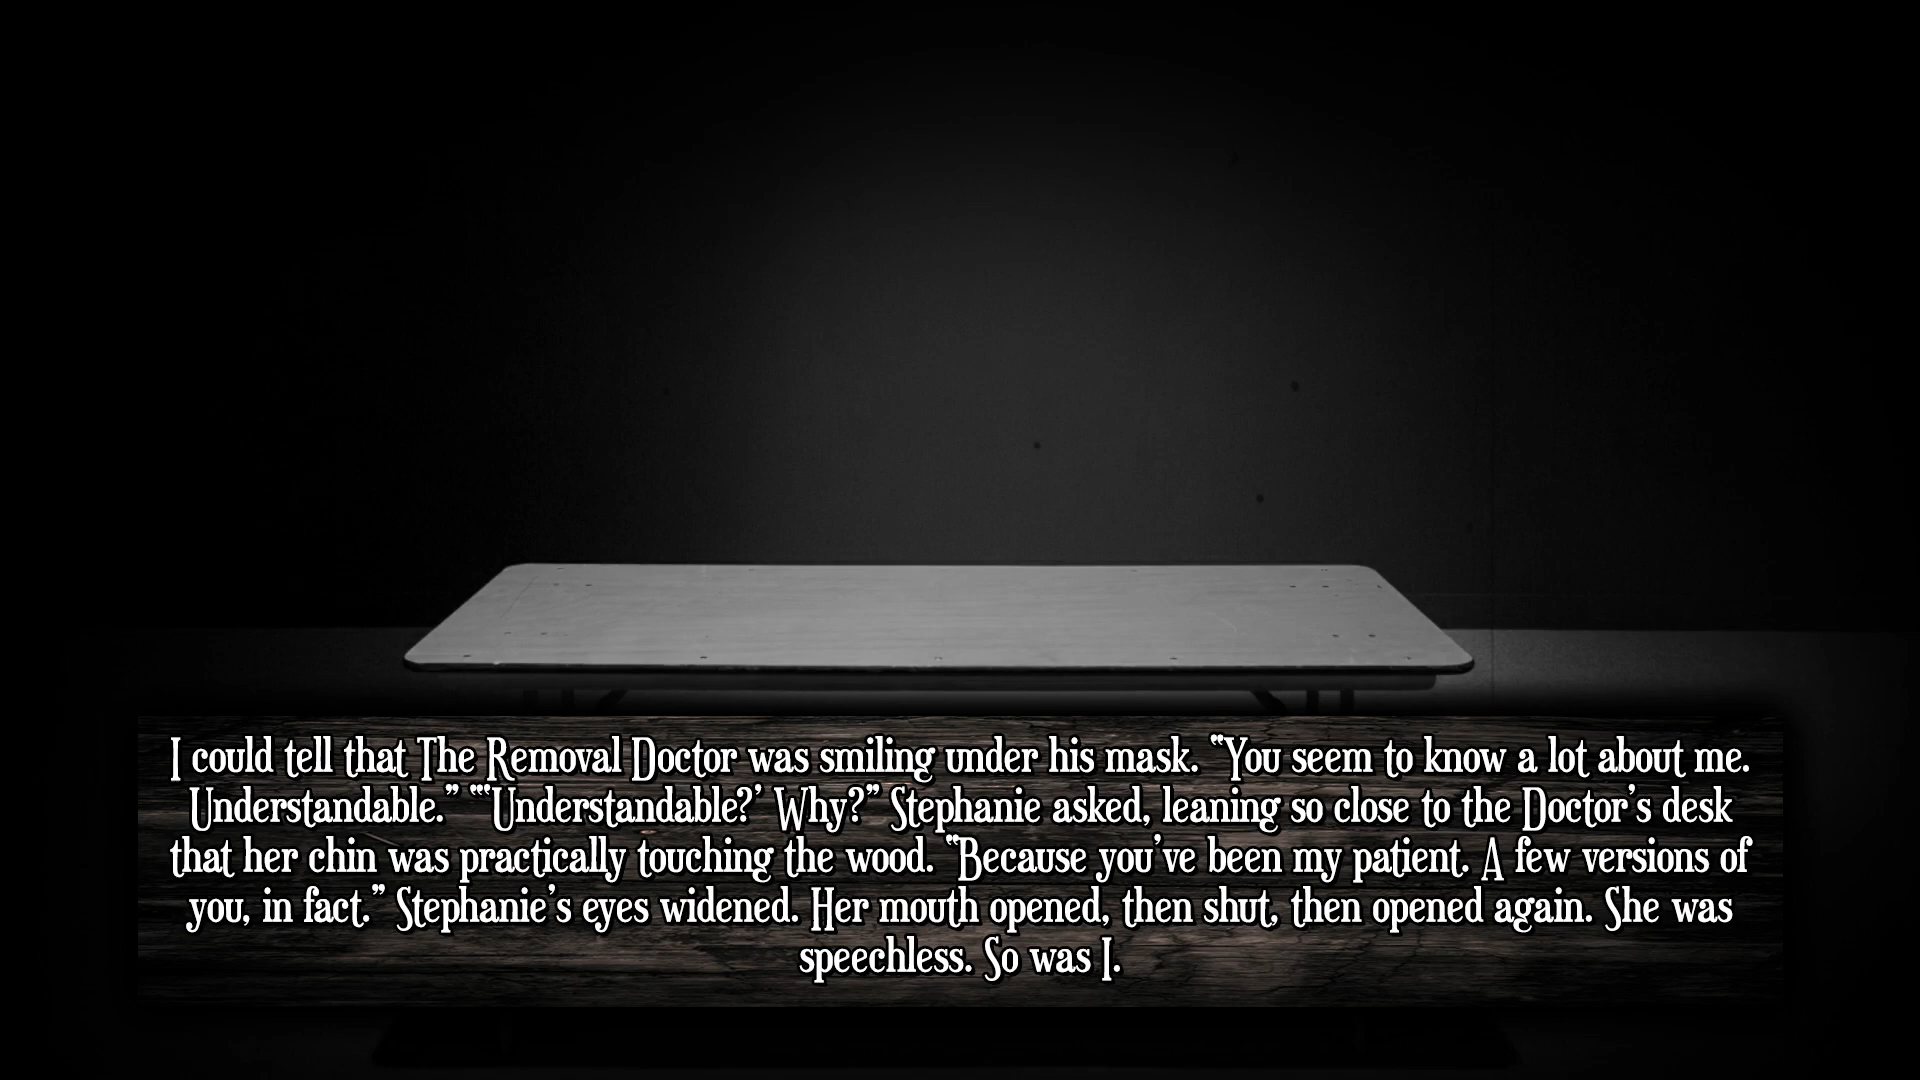 I could tell that The Removal Doctor was smiling under his mask. “You seem to know a lot about me.
Understandable.” “‘Understandable?’ Why?” Stephanie asked, leaning so close to the Doctor’s desk
that her chin was practically touching the wood. “Because you’ve been my patient. A few versions of
you, in fact.” Stephanie’s eyes widened. Her mouth opened, then shut, then opened again. She was
speechless. So was I.